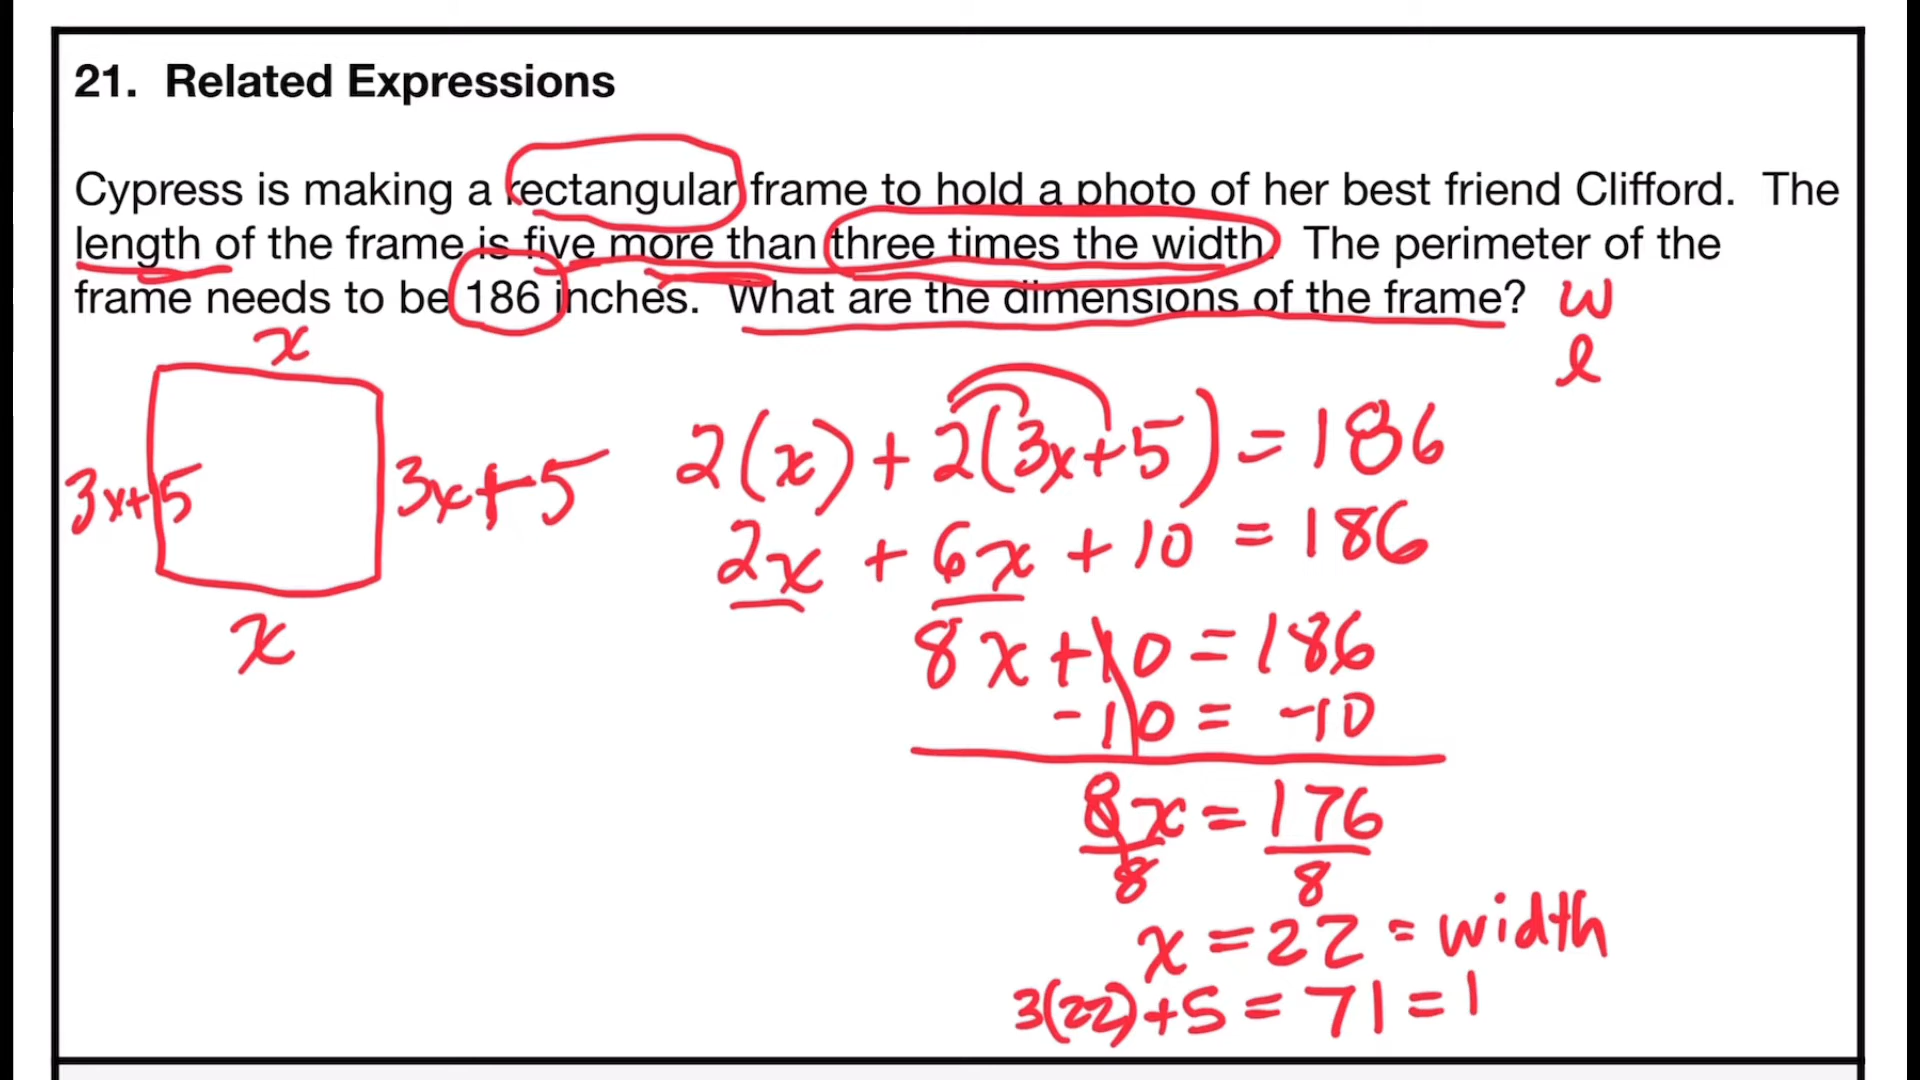 21. Related Expressions
Cypress is making a rectangular frame to hold a photo of her best friend Clifford. The
length of the frame is five more than three times the width. The perimeter of the
frame needs to be 186 inches. What are the dimensions of the frame?
w
l
x
3x+5
3x+5
x
2(x) + 2(3x+5) = 186
2x + 6x + 10 = 186
8x +10 = 186
-10 = -10
8x = 176
8 8
x = 22 = width
3(22)+5 = 71 = l